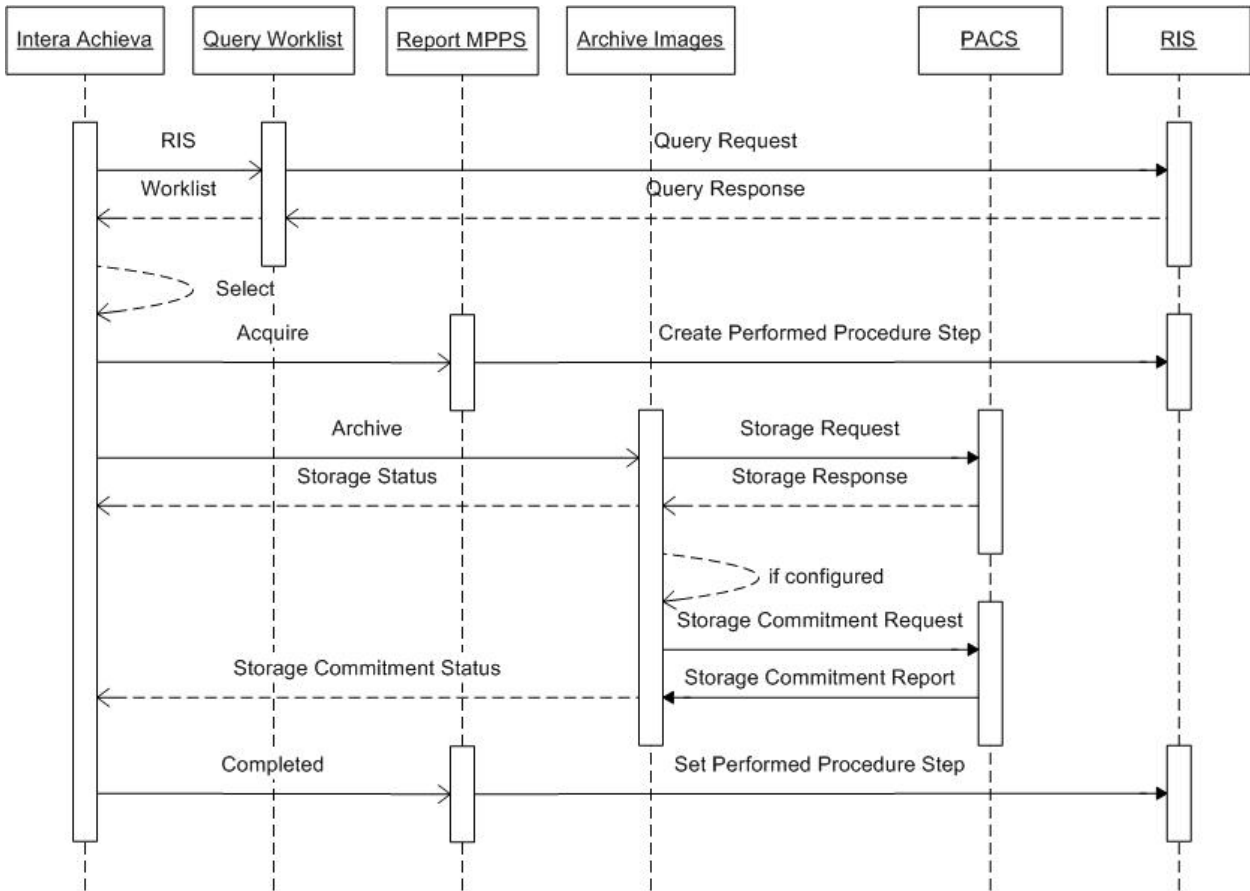 Intera Achieva
Query Worklist
Report MPPS
Archive Images
PACS
RIS
RIS
Query Request
Worklist
Query Response
Select
Acquire
Create Performed Procedure Step
Archive
Storage Request
Storage Status
Storage Response
if configured
Storage Commitment Request
Storage Commitment Status
Storage Commitment Report
Completed
Set Performed Procedure Step